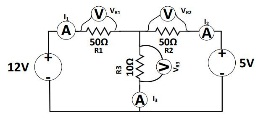 I₁ V VR1 V VR2 I₂
A A
50Ω 50Ω
R1 R2
12V + - R3 10Ω V VR3 + - 5V
A I₃